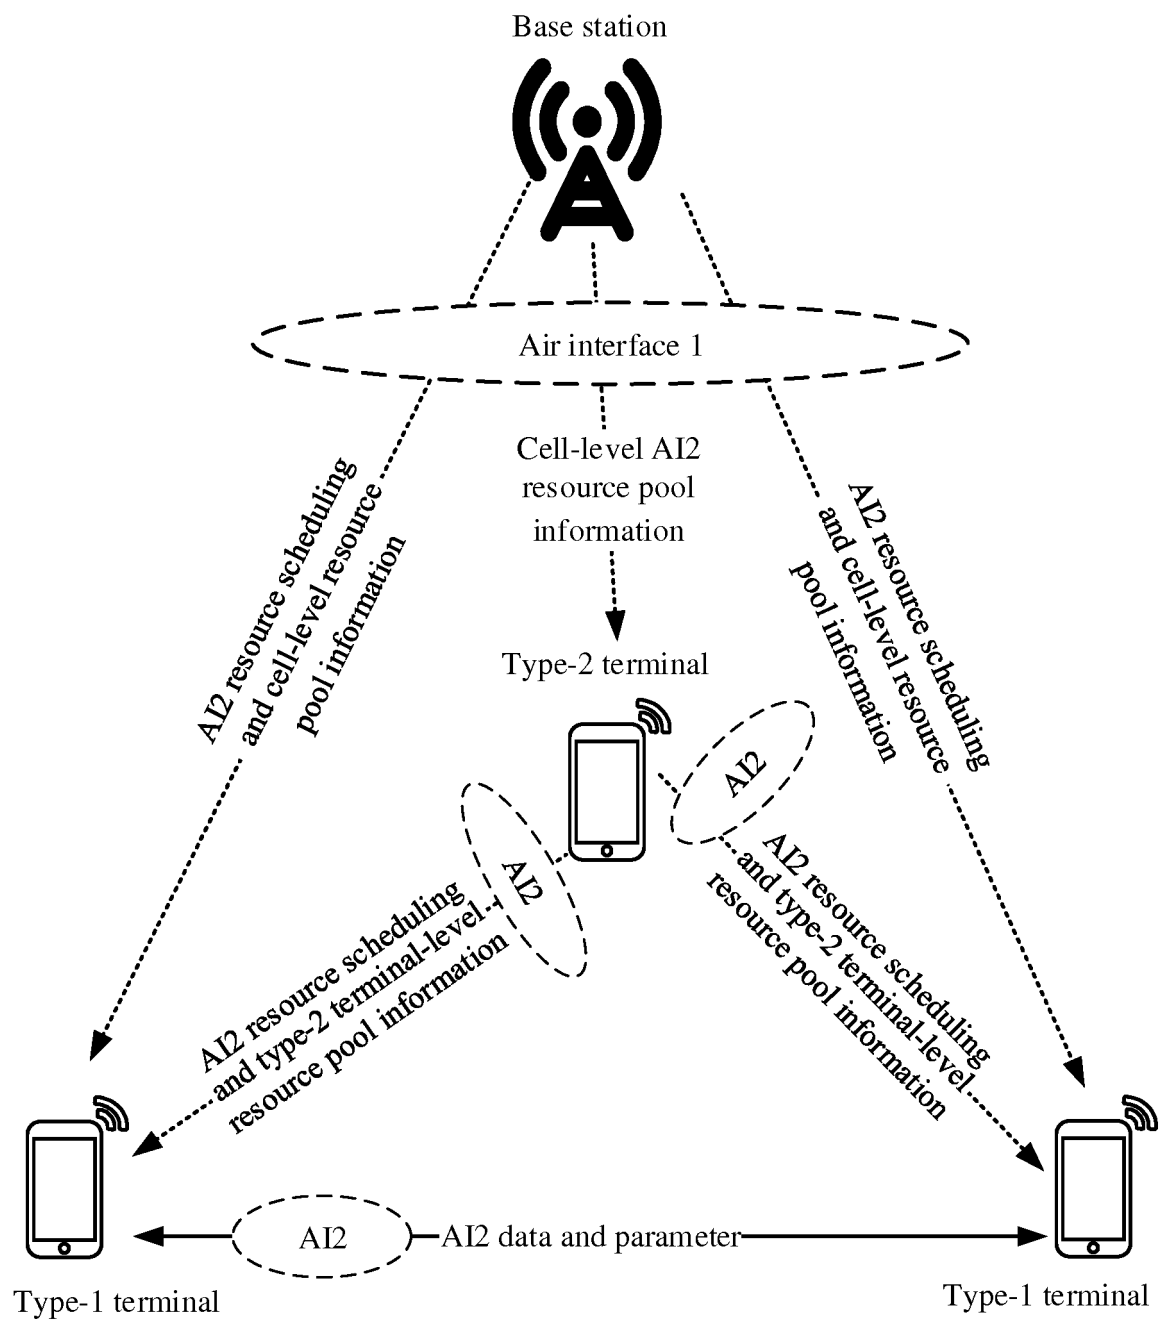 Base station
Air interface 1
Cell-level AI2
resource pool
information
AI2 resource scheduling
and cell-level resource
pool information
AI2 resource scheduling
and cell-level resource
pool information
Type-2 terminal
AI2
AI2
AI2 resource scheduling
and type-2 terminal-level
resource pool information
AI2 resource scheduling
and type-2 terminal-level
resource pool information
AI2
AI2 data and parameter
Type-1 terminal
Type-1 terminal